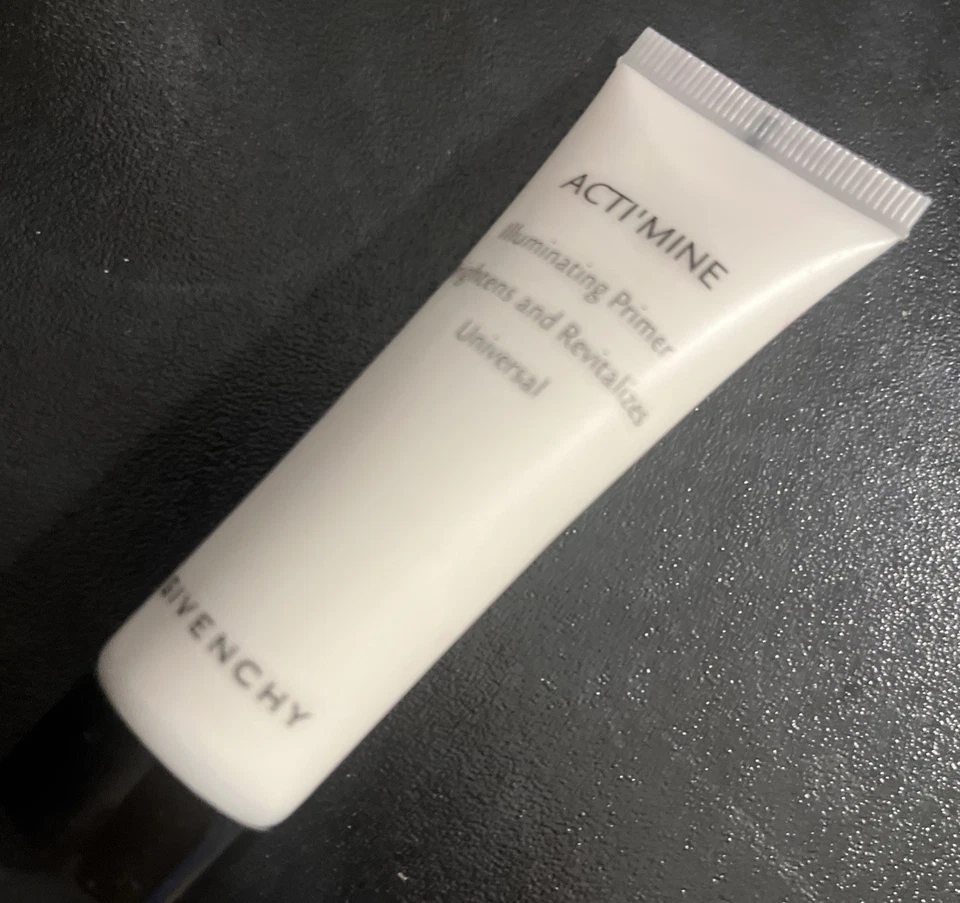 ACTI'MINE
Illuminating Primer
and Revitalizes
Universal
GIVENCHY